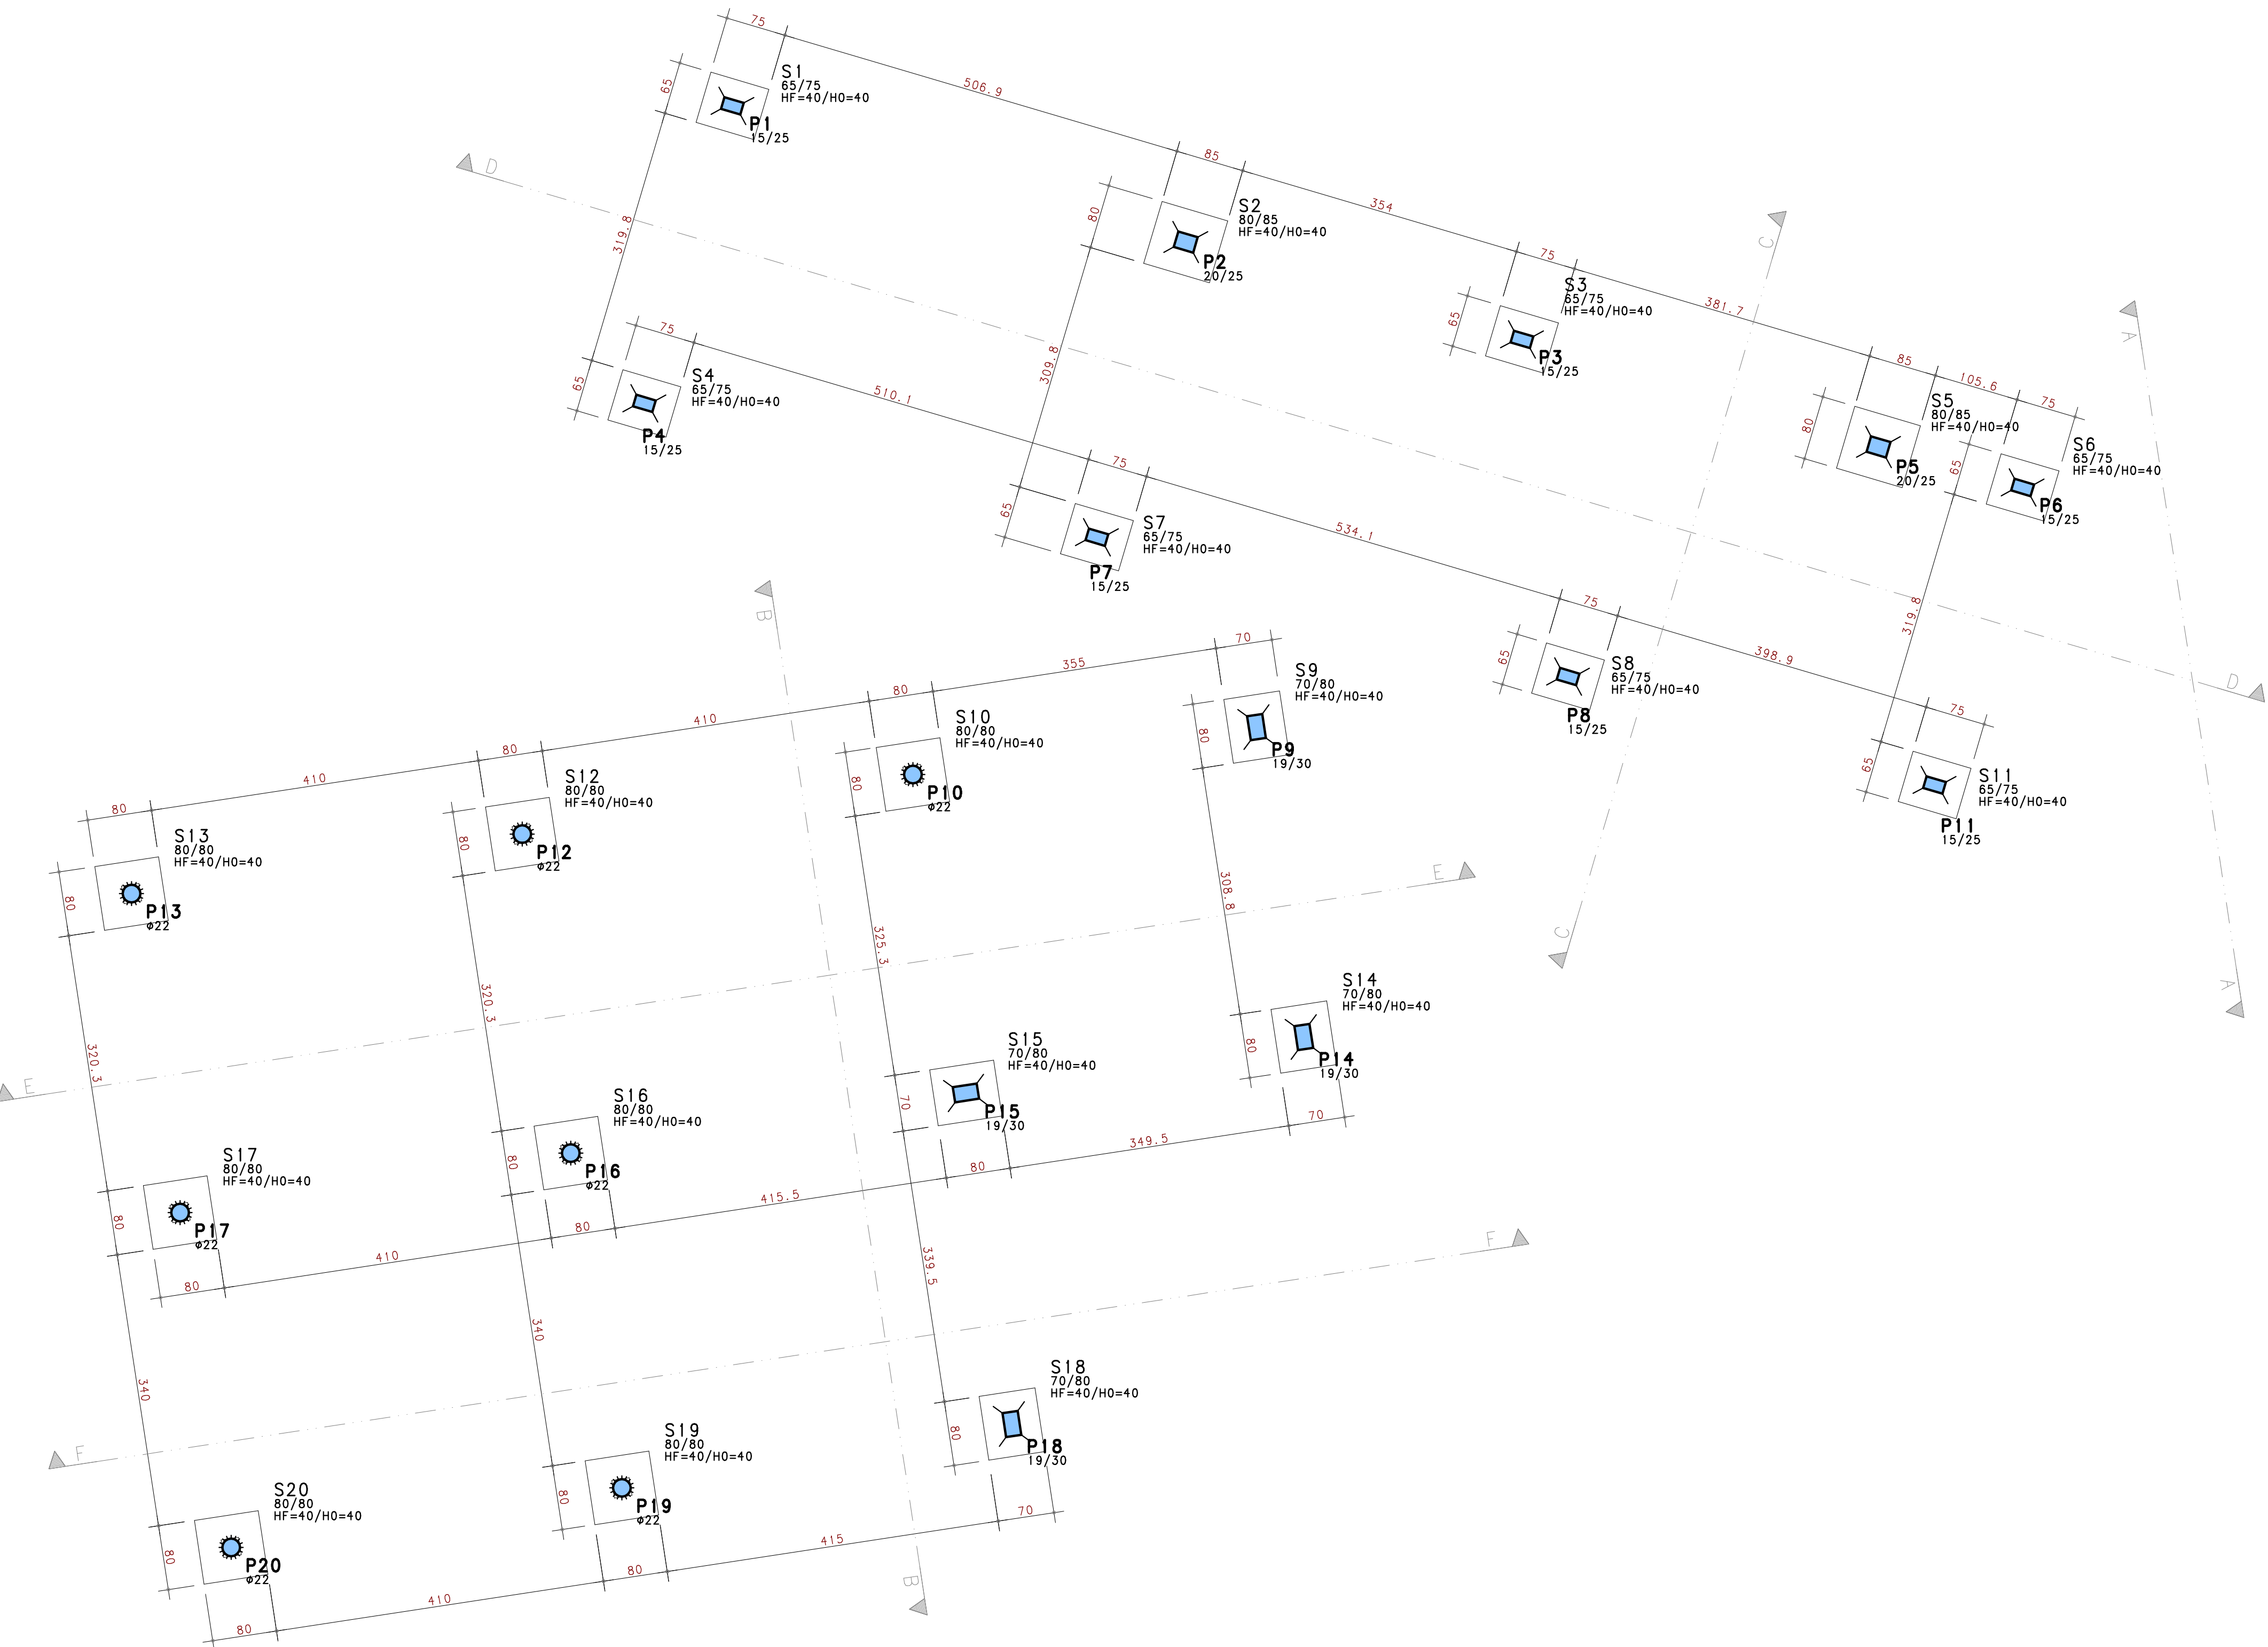 75
S1
65/75
HF=40/H0=40
65
P1
15/25
506.9
85
S2
80/85
HF=40/H0=40
80
P2
20/25
354
75
S3
65/75
HF=40/H0=40
65
P3
15/25
381.7
85
105.6
75
S5
80/85
HF=40/H0=40
80
P5
20/25
S6
65/75
HF=40/H0=40
65
P6
15/25
D
C
A
319.8
309.8
75
S4
65/75
HF=40/H0=40
65
P4
15/25
510.1
75
S7
65/75
HF=40/H0=40
65
P7
15/25
534.1
75
S8
65/75
HF=40/H0=40
65
P8
15/25
398.9
319.8
75
S11
65/75
HF=40/H0=40
65
P11
15/25
D
C
A
B
80
410
80
410
80
355
70
S9
70/80
HF=40/H0=40
80
P9
19/30
S10
80/80
HF=40/H0=40
80
P10
φ22
S12
80/80
HF=40/H0=40
80
P12
φ22
S13
80/80
HF=40/H0=40
80
P13
φ22
E
320.3
320.3
325.3
308.8
E
S14
70/80
HF=40/H0=40
80
P14
19/30
S15
70/80
HF=40/H0=40
70
P15
19/30
S16
80/80
HF=40/H0=40
80
P16
φ22
S17
80/80
HF=40/H0=40
80
P17
φ22
80
410
80
415.5
80
349.5
70
F
340
340
339.5
F
S18
70/80
HF=40/H0=40
80
P18
19/30
S19
80/80
HF=40/H0=40
80
P19
φ22
S20
80/80
HF=40/H0=40
80
P20
φ22
80
410
80
415
70
B